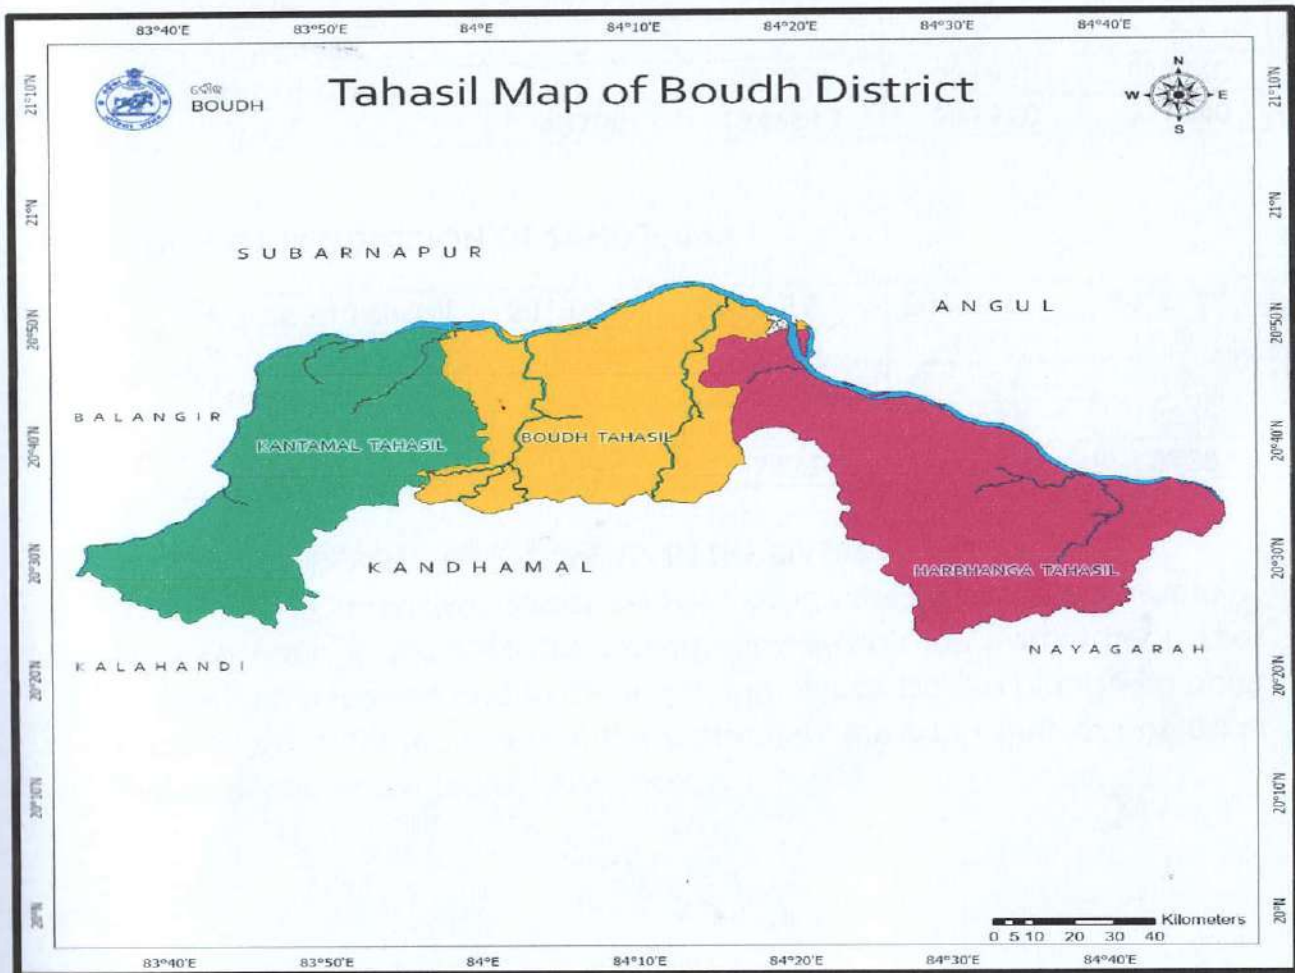 83°40'E 83°50'E 84°E 84°10'E 84°20'E 84°30'E 84°40'E
ବୌଦ୍ଧ
BOUDH
Tahasil Map of Boudh District
N
W E
S
21°10'N 21°10'N
21°N 21°N
SUBARNAPUR
ANGUL
20°50'N 20°50'N
BALANGIR
KANTAMAL TAHASIL
BOUDH TAHASIL
20°40'N 20°40'N
KANDHAMAL
HARBHANGA TAHASIL
20°30'N 20°30'N
KALAHANDI
NAYAGARAH
20°20'N 20°20'N
20°10'N 20°10'N
20°N 20°N
Kilometers
0 5 10 20 30 40
83°40'E 83°50'E 84°E 84°10'E 84°20'E 84°30'E 84°40'E